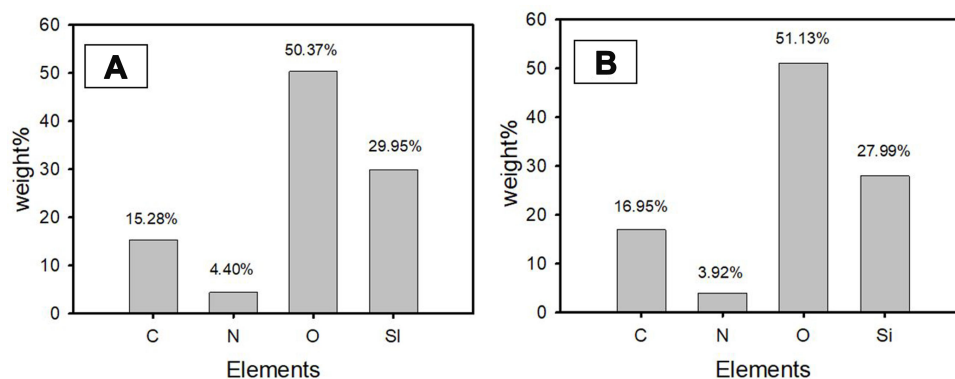 A
weight%
60
50
40
30
20
10
0
15.28%
4.40%
50.37%
29.95%
C N O SI
Elements
B
weight%
60
50
40
30
20
10
0
16.95%
3.92%
51.13%
27.99%
C N O Si
Elements